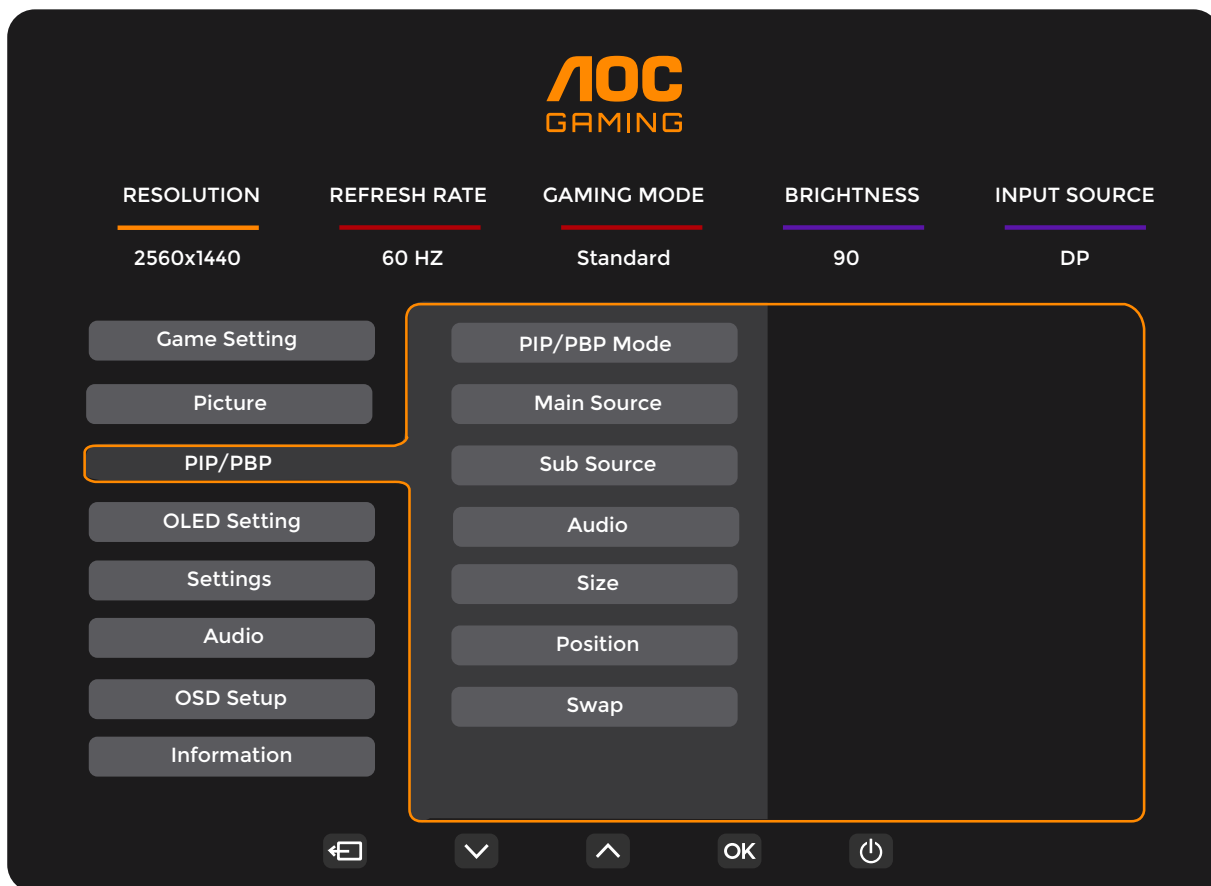 AOC
GAMING
RESOLUTION REFRESH RATE GAMING MODE BRIGHTNESS INPUT SOURCE
2560x1440 60 HZ Standard 90 DP
Game Setting
Picture
PIP/PBP
OLED Setting
Settings
Audio
OSD Setup
Information
PIP/PBP Mode
Main Source
Sub Source
Audio
Size
Position
Swap
OK